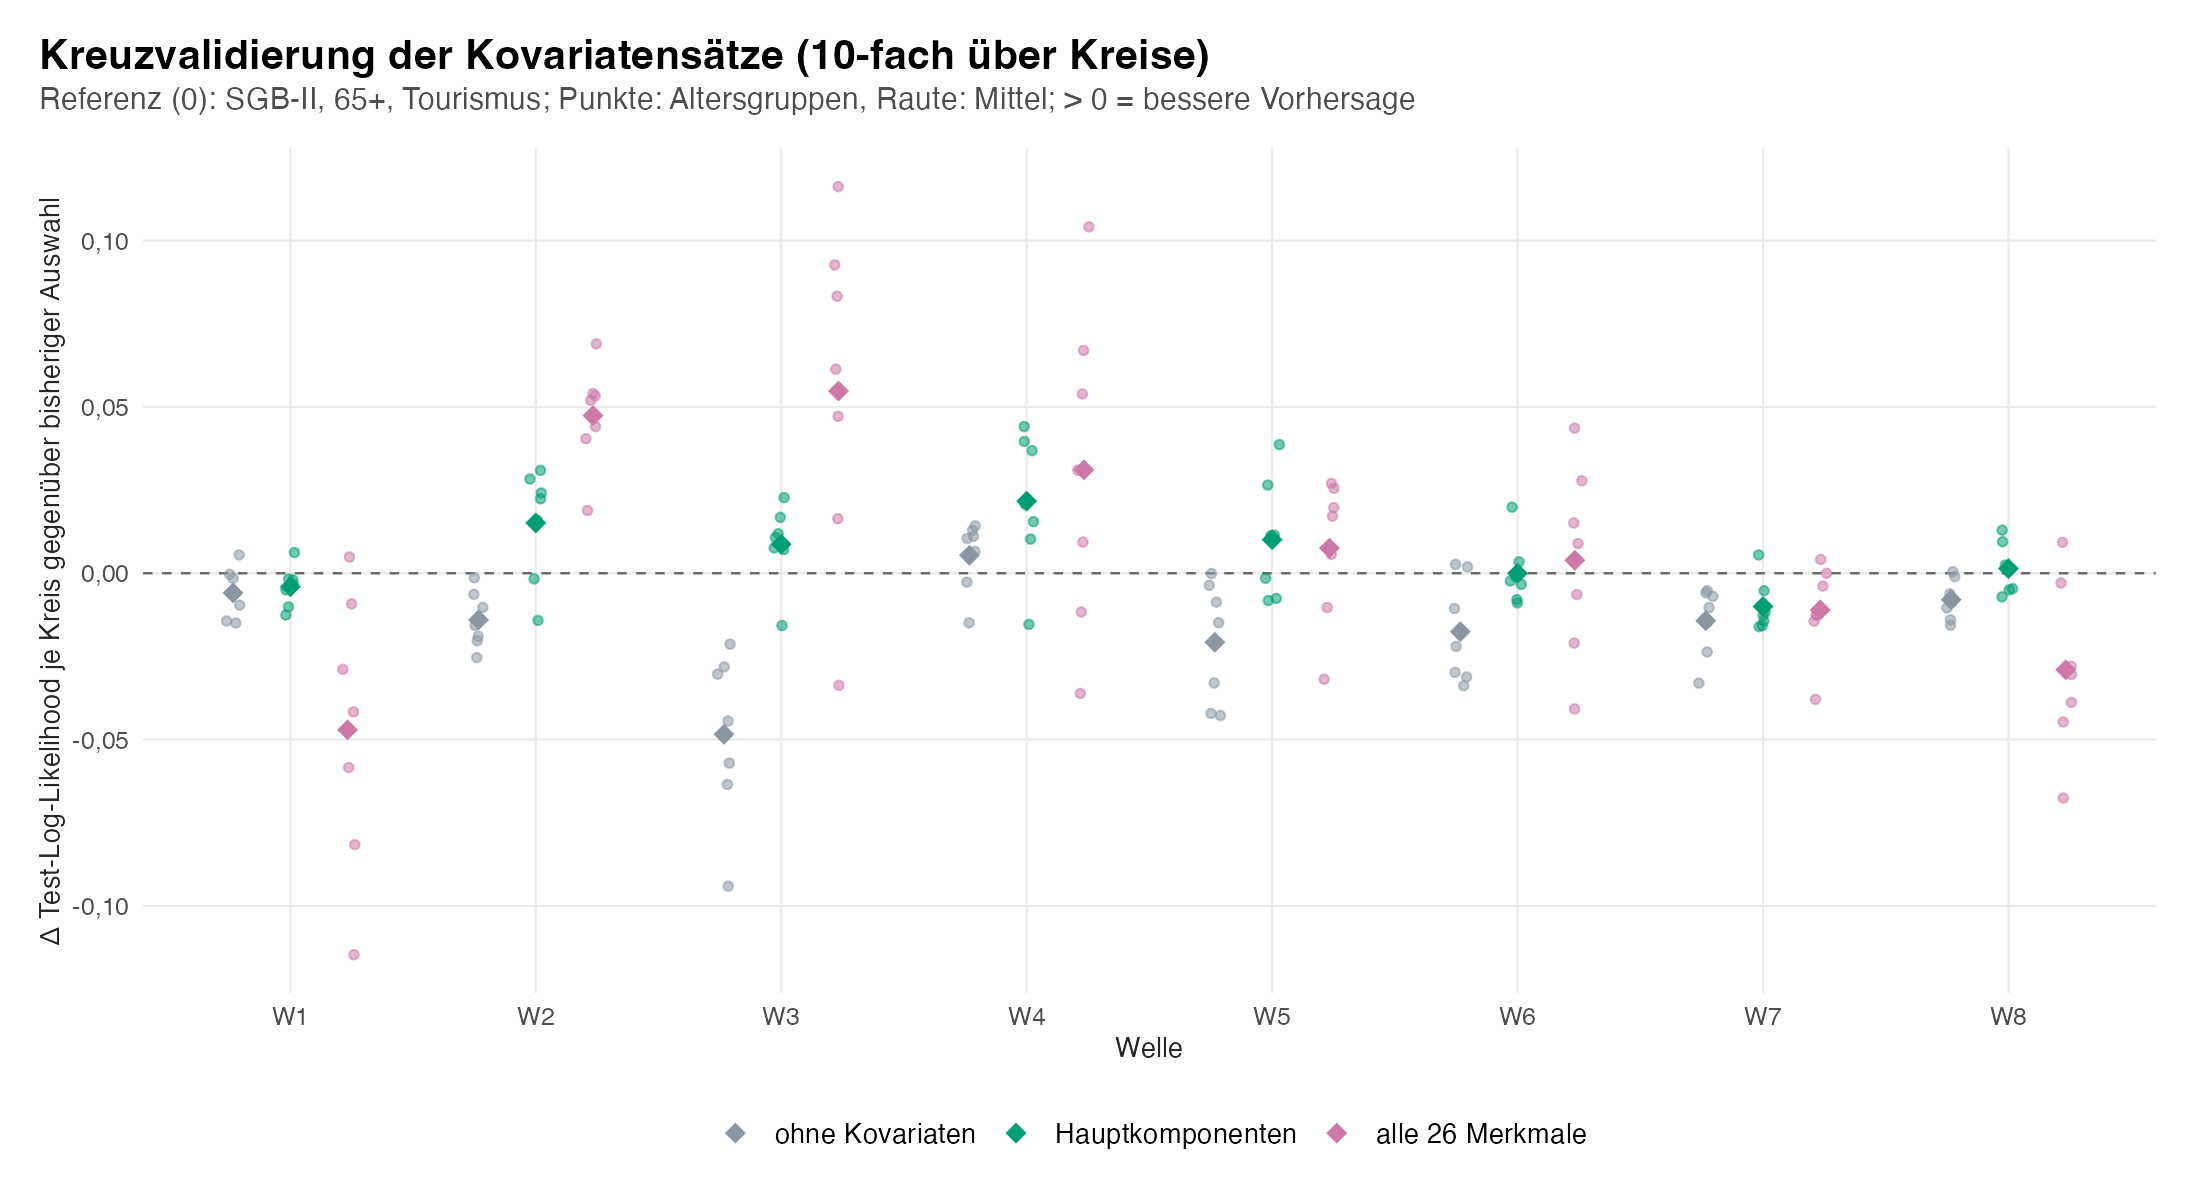 Kreuzvalidierung der Kovariatensätze (10-fach über Kreise)
Referenz (0): SGB-II, 65+, Tourismus; Punkte: Altersgruppen, Raute: Mittel; > 0 = bessere Vorhersage
Δ Test-Log-Likelihood je Kreis gegenüber bisheriger Auswahl
0,10
0,05
0,00
-0,05
-0,10
W1 W2 W3 W4 W5 W6 W7 W8
Welle
ohne Kovariaten Hauptkomponenten alle 26 Merkmale